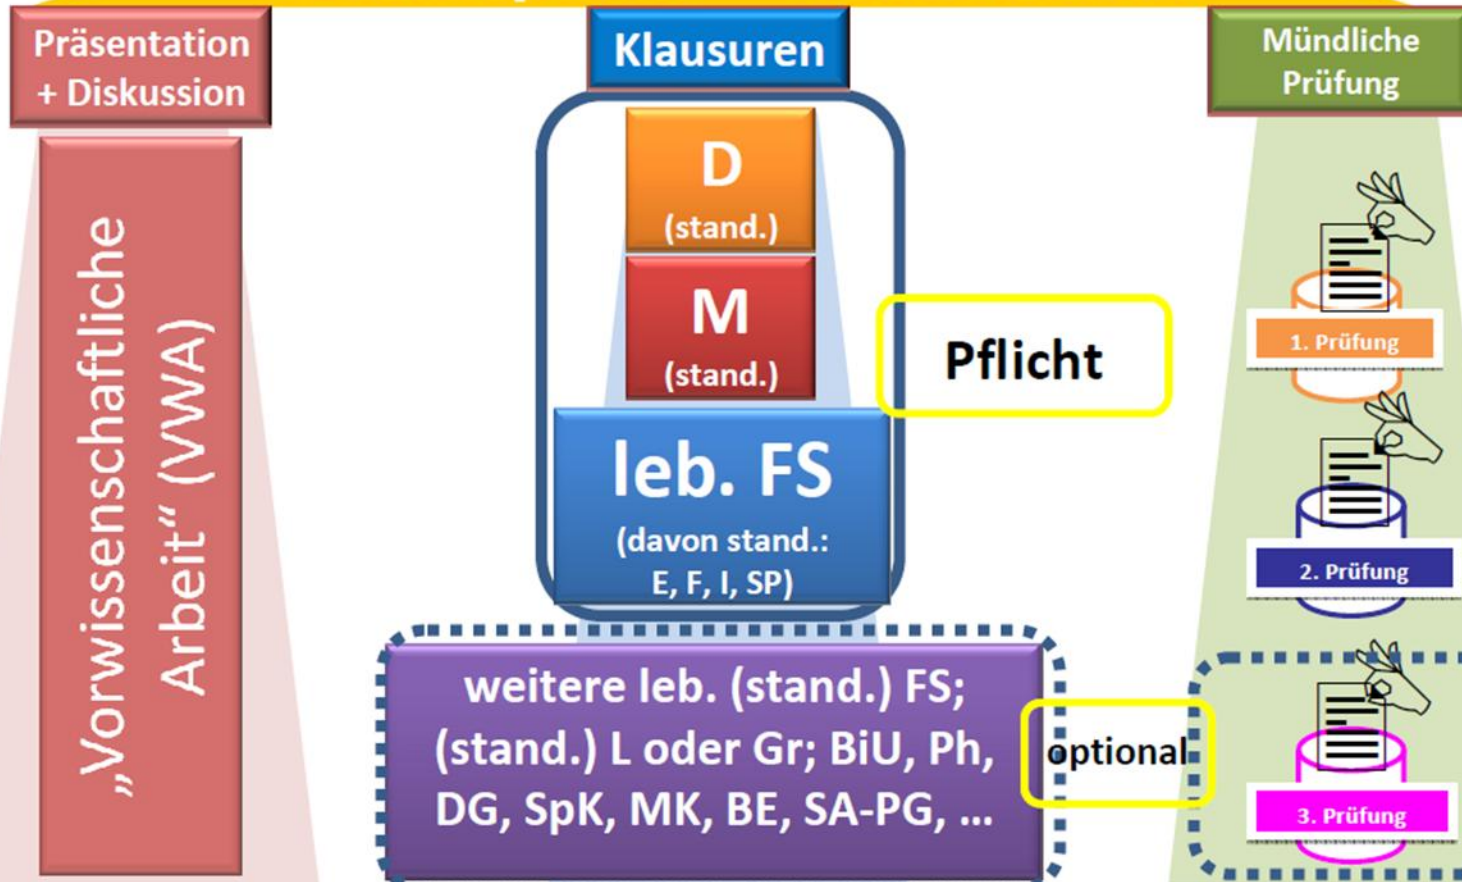 Präsentation
+ Diskussion
„Vorwissenschaftliche
Arbeit“ (VWA)
Klausuren
D
(stand.)
M
(stand.)
leb. FS
(davon stand.:
E, F, I, SP)
Pflicht
weitere leb. (stand.) FS;
(stand.) L oder Gr; BiU, Ph,
DG, SpK, MK, BE, SA-PG, ...
optional
Mündliche
Prüfung
1. Prüfung
2. Prüfung
3. Prüfung